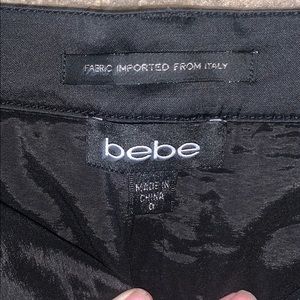 FABRIC IMPORTED FROM ITALY
bebe
MADE IN
CHINA
0